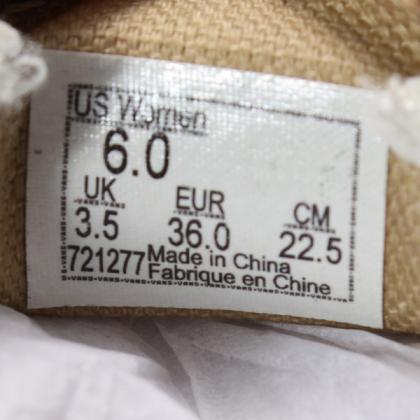 US Women
6.0
UK EUR CM
3.5 36.0 22.5
721277 Made in China
Fabrique en Chine